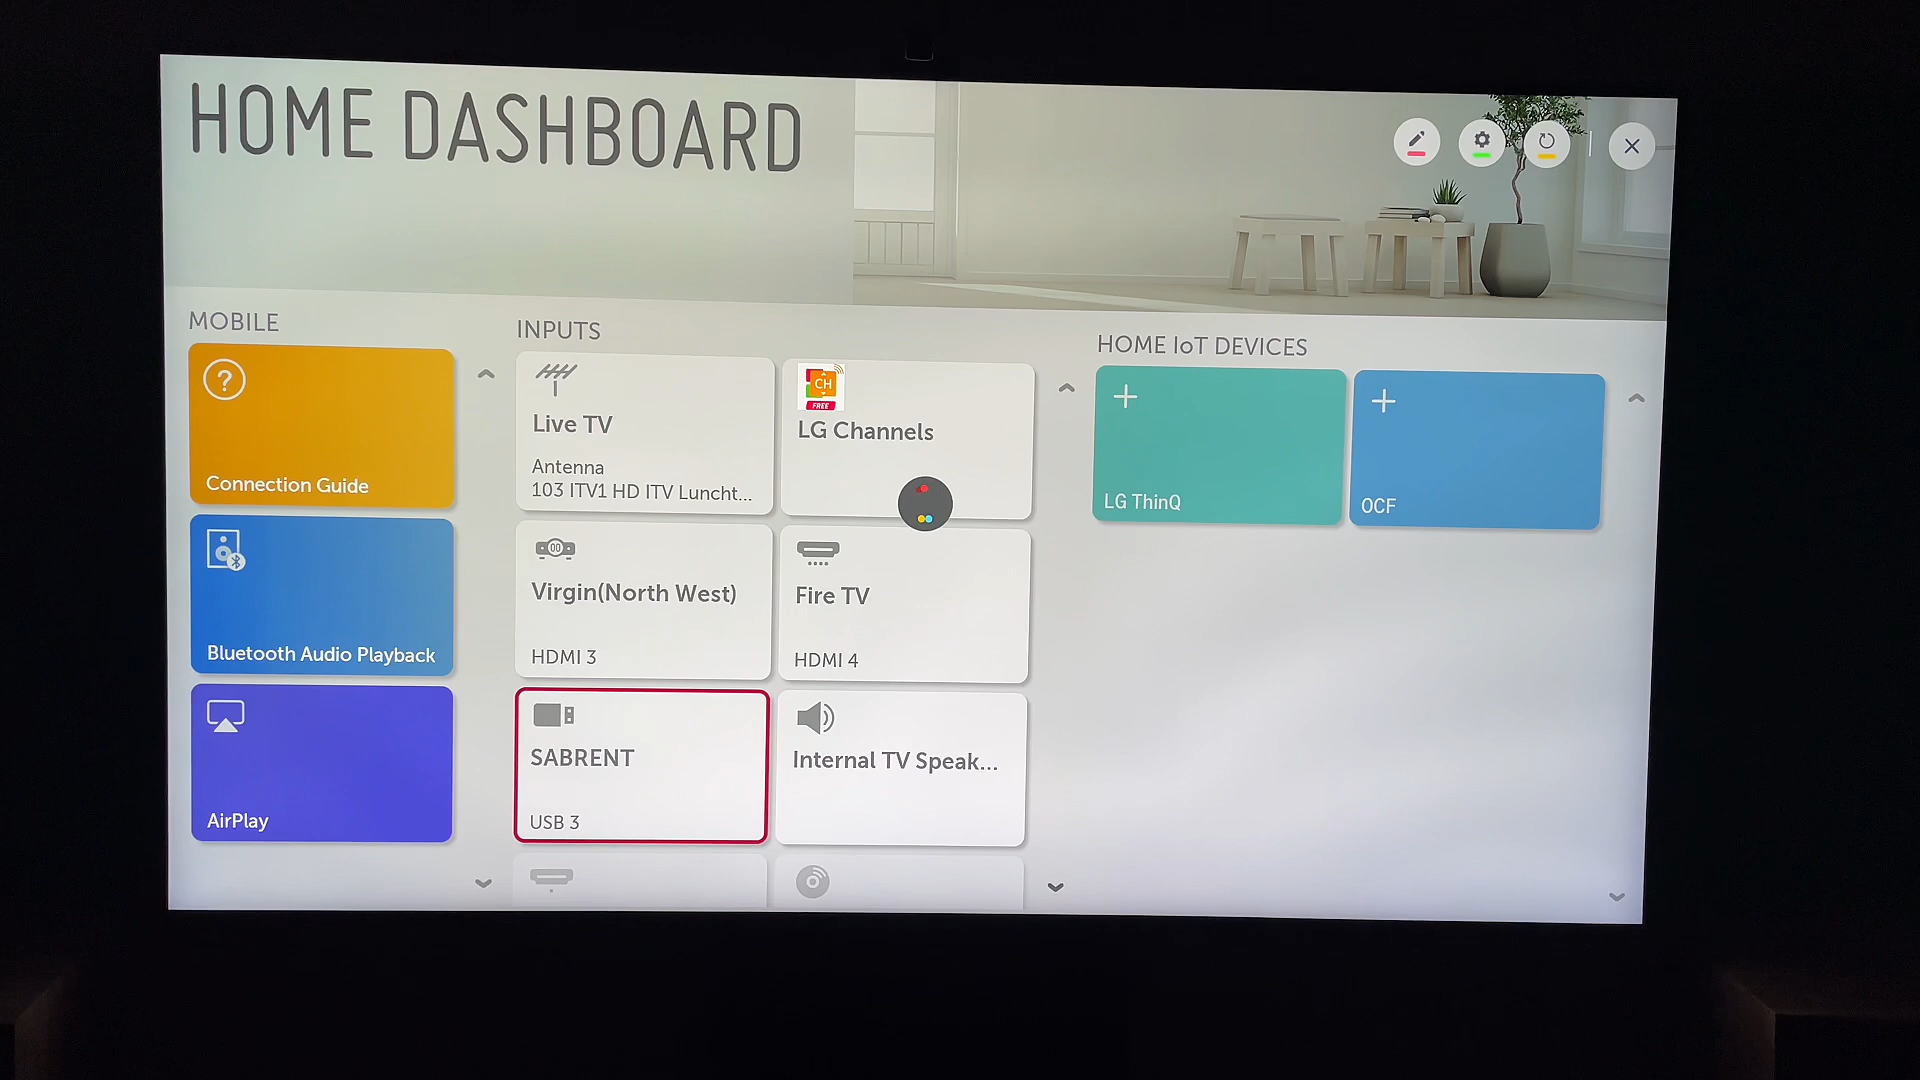 HOME DASHBOARD
MOBILE
Connection Guide
Bluetooth Audio Playback
AirPlay
INPUTS
Live TV
Antenna
103 ITV1 HD ITV Luncht...
CH
FREE
LG Channels
Virgin(North West)
HDMI 3
Fire TV
HDMI 4
SABRENT
USB 3
Internal TV Speak...
HOME IoT DEVICES
LG ThinQ
OCF